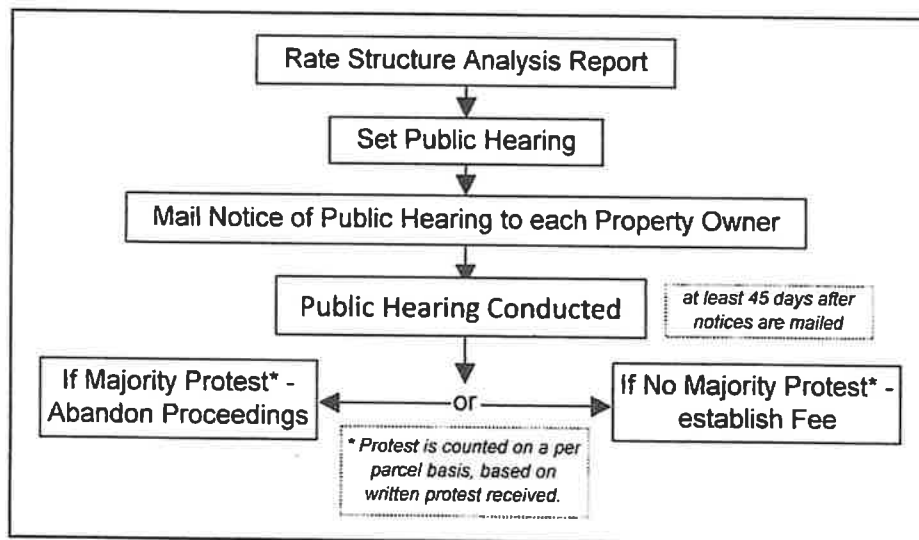 Rate Structure Analysis Report
Set Public Hearing
Mail Notice of Public Hearing to each Property Owner
Public Hearing Conducted
at least 45 days after
notices are mailed
If Majority Protest* -
Abandon Proceedings
or
If No Majority Protest* -
establish Fee
* Protest is counted on a per
parcel basis, based on
written protest received.